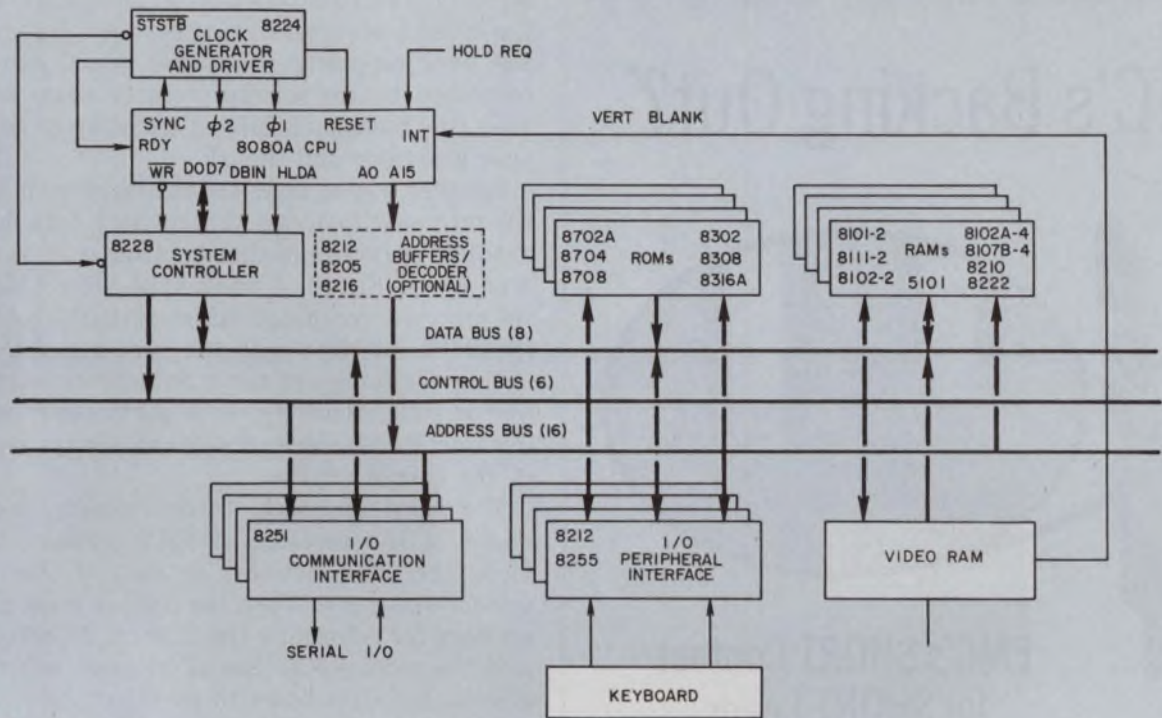 STSTB 8224
CLOCK
GENERATOR
AND DRIVER
HOLD REQ
SYNC φ2 φ1 RESET
RDY INT
8080A CPU
WR DOD7 DBIN HLDA AO A15
VERT BLANK
8228
SYSTEM
CONTROLLER
8212 ADDRESS
8205 BUFFERS/
8216 DECODER
(OPTIONAL)
8702A 8302
8704 ROMs 8308
8708 8316A
8101-2 8102A-4
8111-2 RAMs 8107B-4
8102-2 5101 8210
8222
DATA BUS (8)
CONTROL BUS (6)
ADDRESS BUS (16)
8251 I/O
COMMUNICATION
INTERFACE
8212 I/O
8255 PERIPHERAL
INTERFACE
VIDEO RAM
SERIAL I/O
KEYBOARD